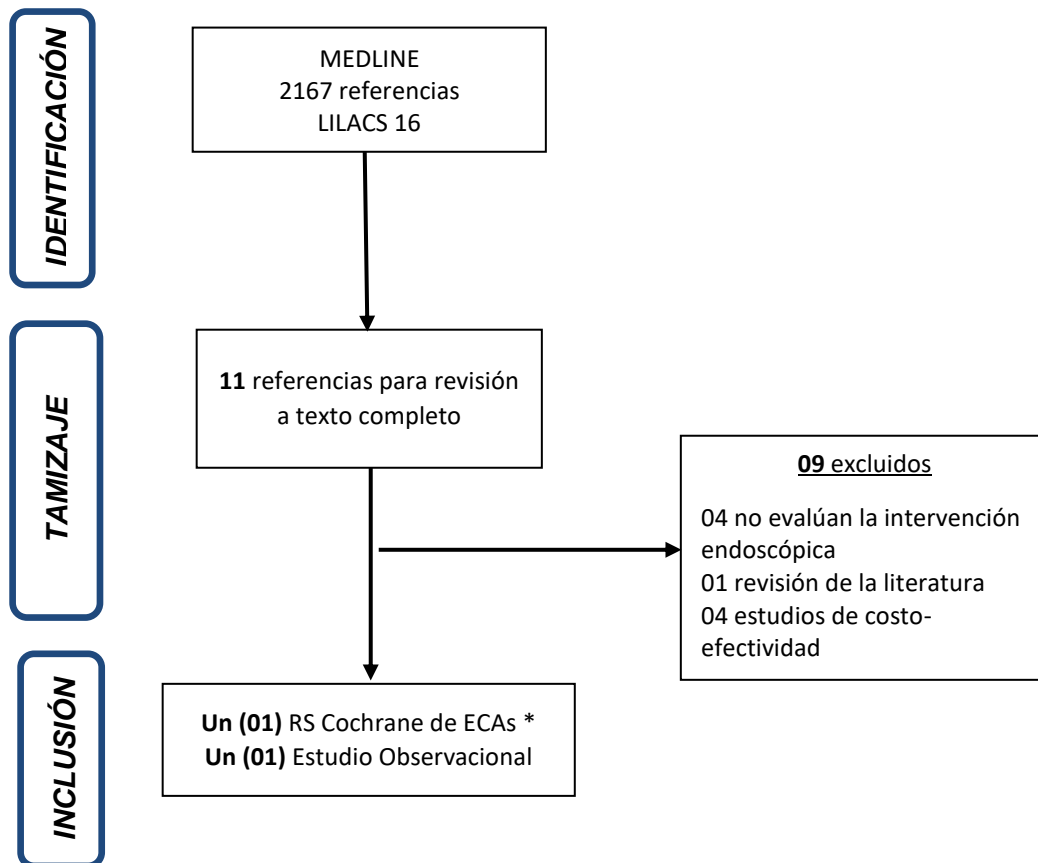 IDENTIFICACIÓN
MEDLINE
2167 referencias
LILACS 16
TAMIZAJE
11 referencias para revisión
a texto completo
09 excluidos
04 no evalúan la intervención
endoscópica
01 revisión de la literatura
04 estudios de costo-
efectividad
INCLUSIÓN
Un (01) RS Cochrane de ECAs *
Un (01) Estudio Observacional